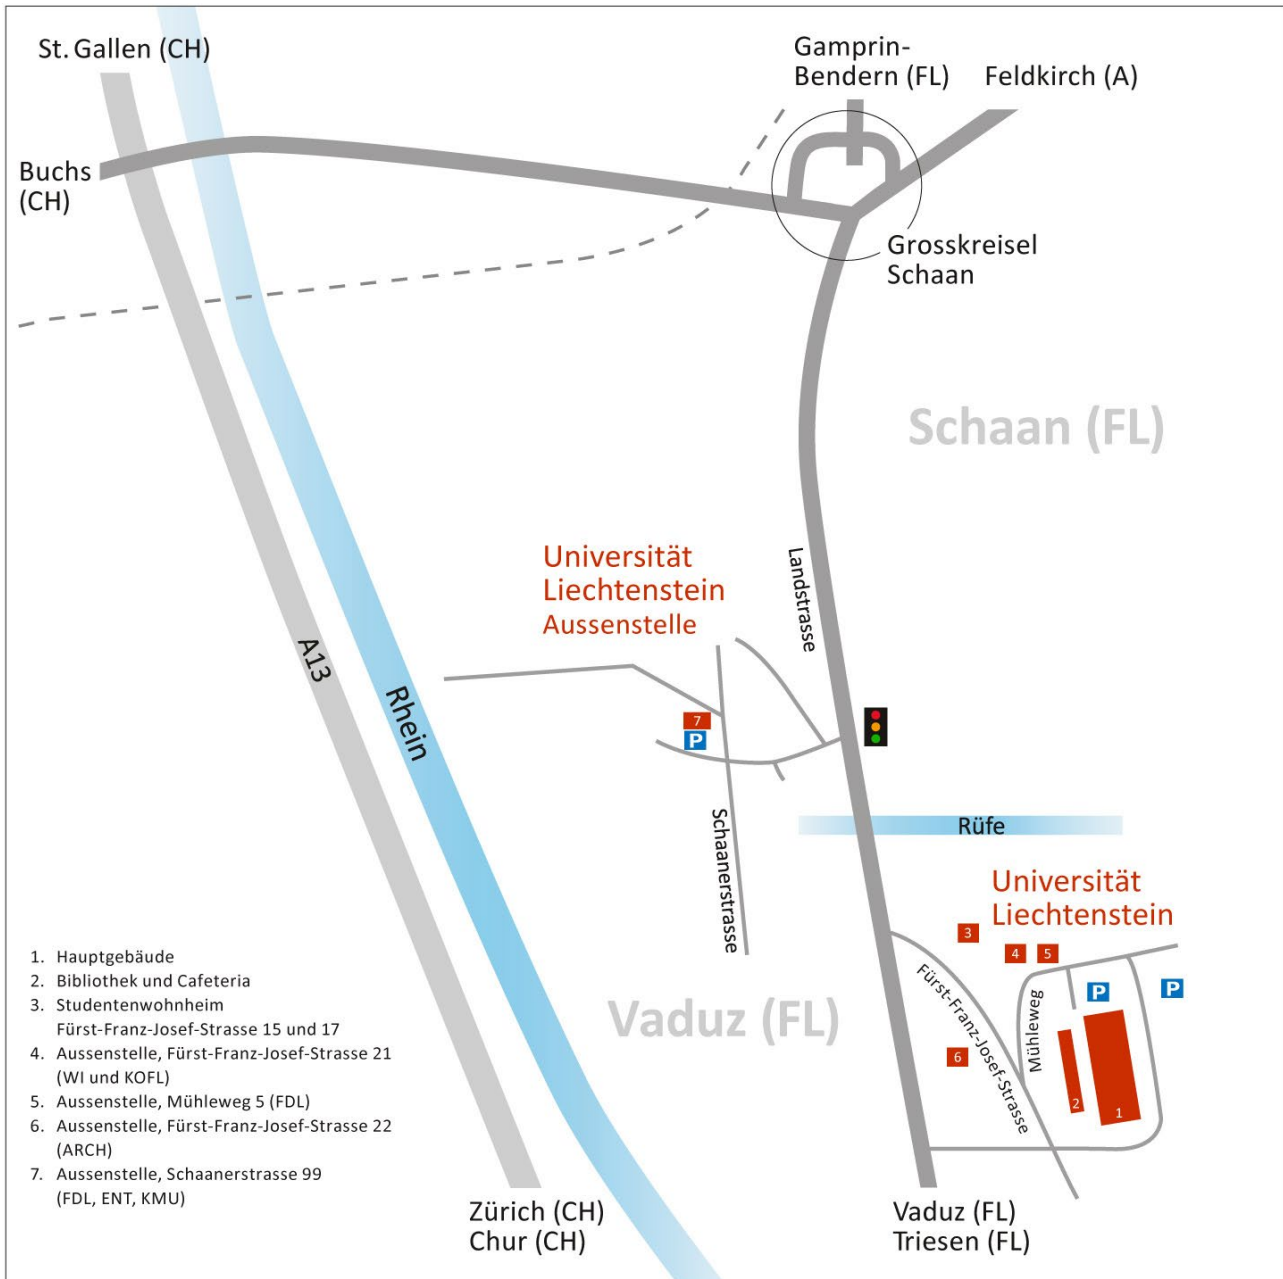 St. Gallen (CH)
Gamprin-
Bendern (FL)
Feldkirch (A)
Buchs
(CH)
Grosskreisel
Schaan
Schaan (FL)
Landstrasse
Universität
Liechtenstein
Aussenstelle
A13
Rhein
7
P
Schaanerstrasse
Rüfe
Universität
Liechtenstein
3
4
5
P
P
Fürst-Franz-Josef-Strasse
Mühleweg
6
2
1
Vaduz (FL)
1. Hauptgebäude
2. Bibliothek und Cafeteria
3. Studentenwohnheim
Fürst-Franz-Josef-Strasse 15 und 17
4. Aussenstelle, Fürst-Franz-Josef-Strasse 21
(WI und KOFL)
5. Aussenstelle, Mühleweg 5 (FDL)
6. Aussenstelle, Fürst-Franz-Josef-Strasse 22
(ARCH)
7. Aussenstelle, Schaanerstrasse 99
(FDL, ENT, KMU)
Zürich (CH)
Chur (CH)
Vaduz (FL)
Triesen (FL)